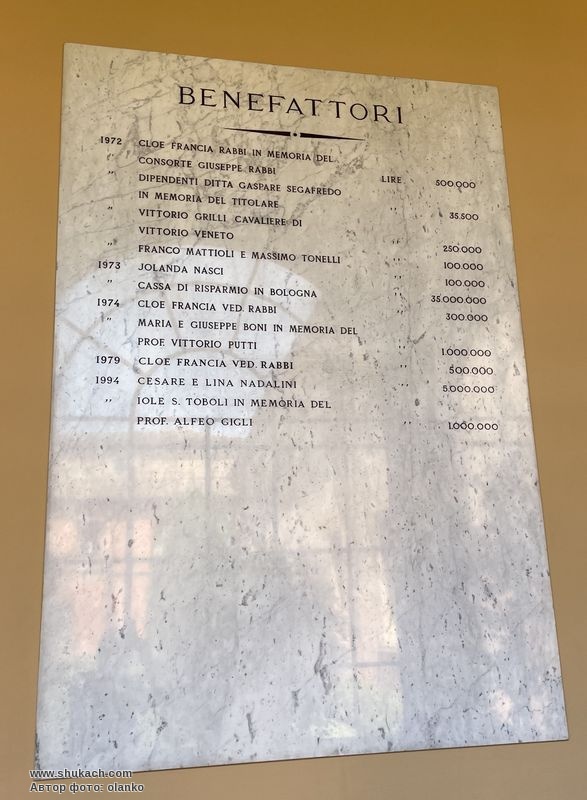 BENEFATTORI
1972 CLOE FRANCIA RABBI IN MEMORIA DEL
CONSORTE GIUSEPPE RABBI LIRE 500.000
" DIPENDENTI DITTA GASPARE SEGAFREDO
IN MEMORIA DEL TITOLARE " 35.500
" VITTORIO GRILLI CAVALIERE DI
VITTORIO VENETO " 250.000
" FRANCO MATTIOLI E MASSIMO TONELLI " 100.000
1973 JOLANDA NASCI " 100.000
" CASSA DI RISPARMIO IN BOLOGNA " 35.000.000
1974 CLOE FRANCIA VED. RABBI " 300.000
" MARIA E GIUSEPPE BONI IN MEMORIA DEL
PROF. VITTORIO PUTTI " 1.000.000
1979 CLOE FRANCIA VED. RABBI " 500.000
1994 CESARE E LINA NADALINI " 5.000.000
" IOLE S. TOBOLI IN MEMORIA DEL
PROF. ALFEO GIGLI " 1.000.000
www.shukach.com
Автор фото: olanko